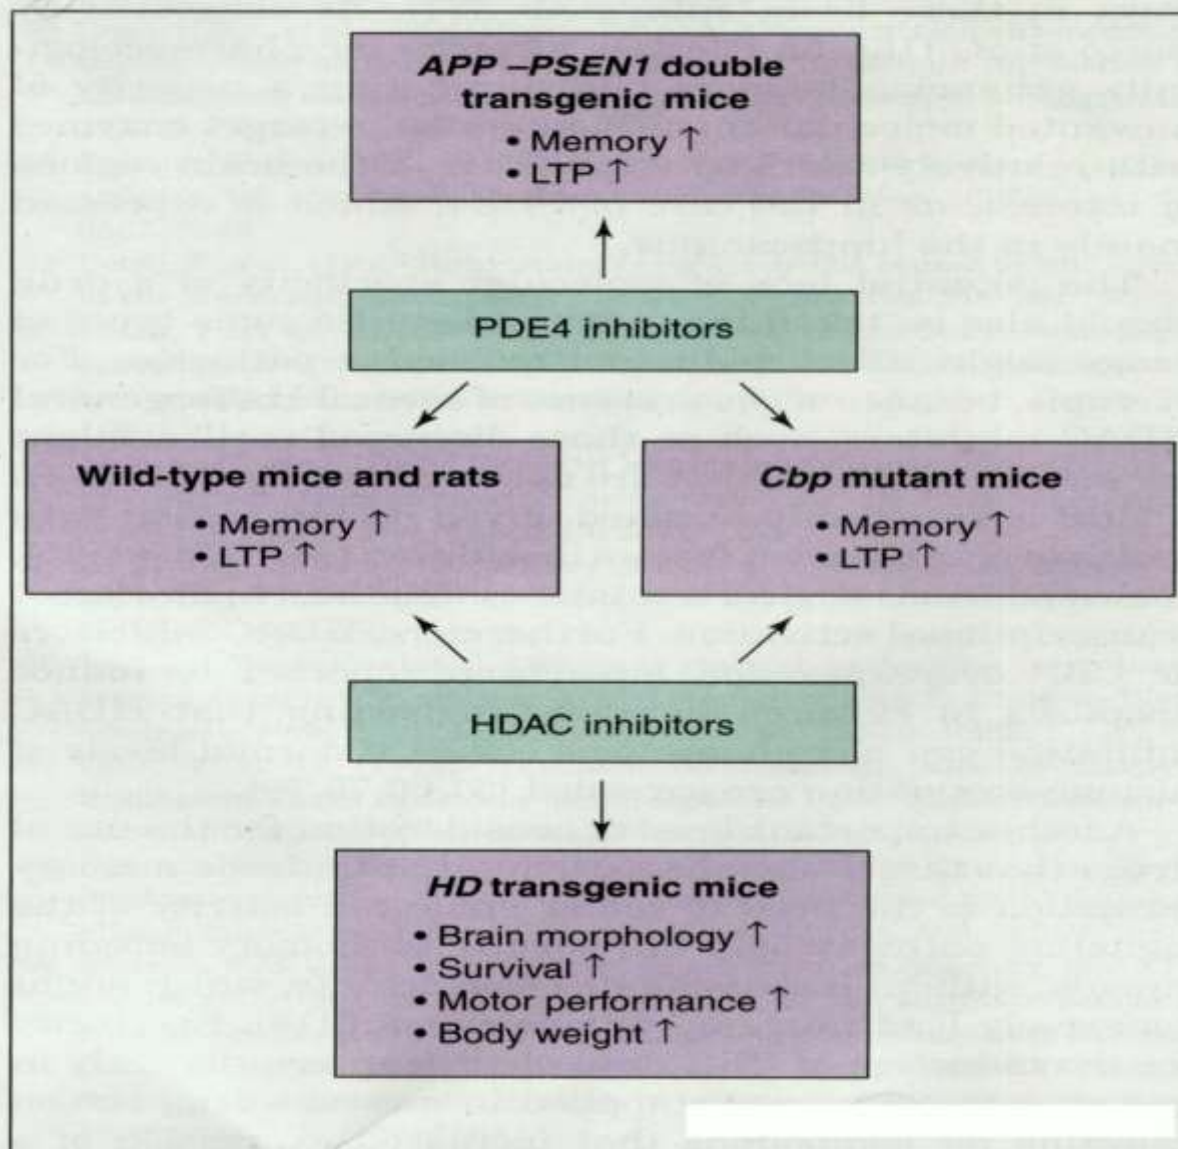 APP –PSEN1 double
transgenic mice
• Memory ↑
• LTP ↑
PDE4 inhibitors
Wild-type mice and rats
• Memory ↑
• LTP ↑
Cbp mutant mice
• Memory ↑
• LTP ↑
HDAC inhibitors
HD transgenic mice
• Brain morphology ↑
• Survival ↑
• Motor performance ↑
• Body weight ↑